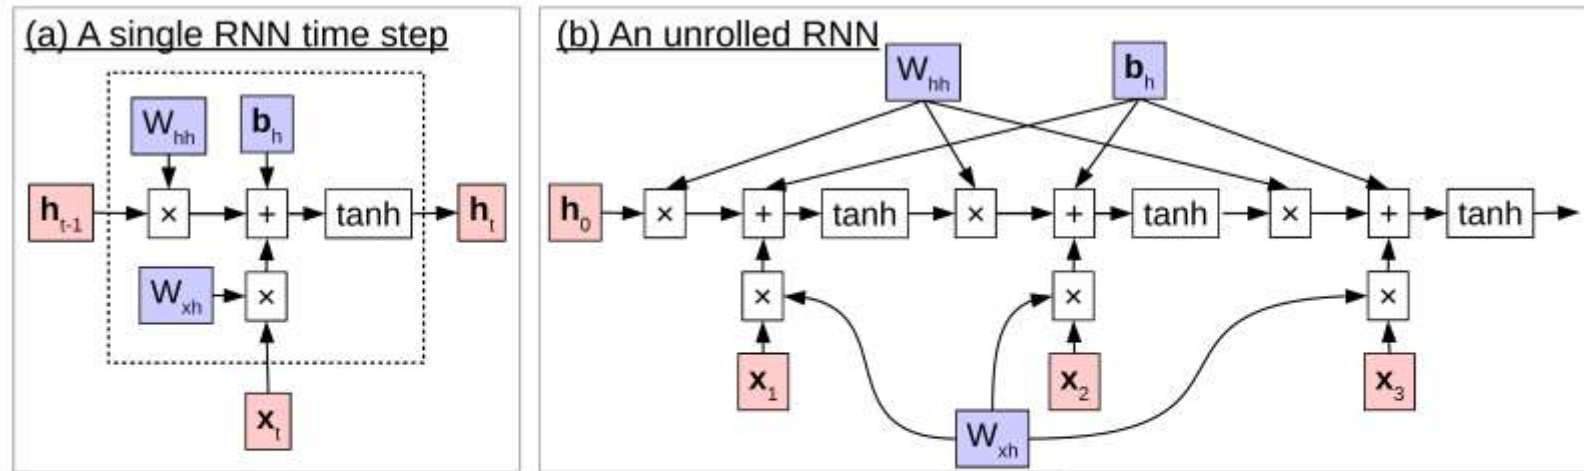 (a) A single RNN time step
W_hh b_h
h_t-1 × + tanh h_t
W_xh ×
x_t
(b) An unrolled RNN
W_hh b_h
h_0 × + tanh × + tanh × + tanh
× × ×
x_1 x_2 x_3
W_xh